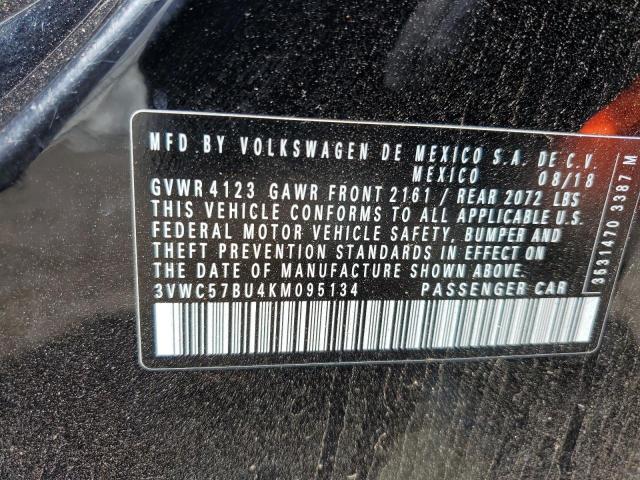 MFD BY VOLKSWAGEN DE MEXICO S.A. DE C.V.
MEXICO 08/18
GVWR 4123 GAWR FRONT 2161 / REAR 2072 LBS
THIS VEHICLE CONFORMS TO ALL APPLICABLE U.S.
FEDERAL MOTOR VEHICLE SAFETY, BUMPER AND
THEFT PREVENTION STANDARDS IN EFFECT ON
THE DATE OF MANUFACTURE SHOWN ABOVE.
3VWC57BU4KM095134 PASSENGER CAR
3631470 3387 M